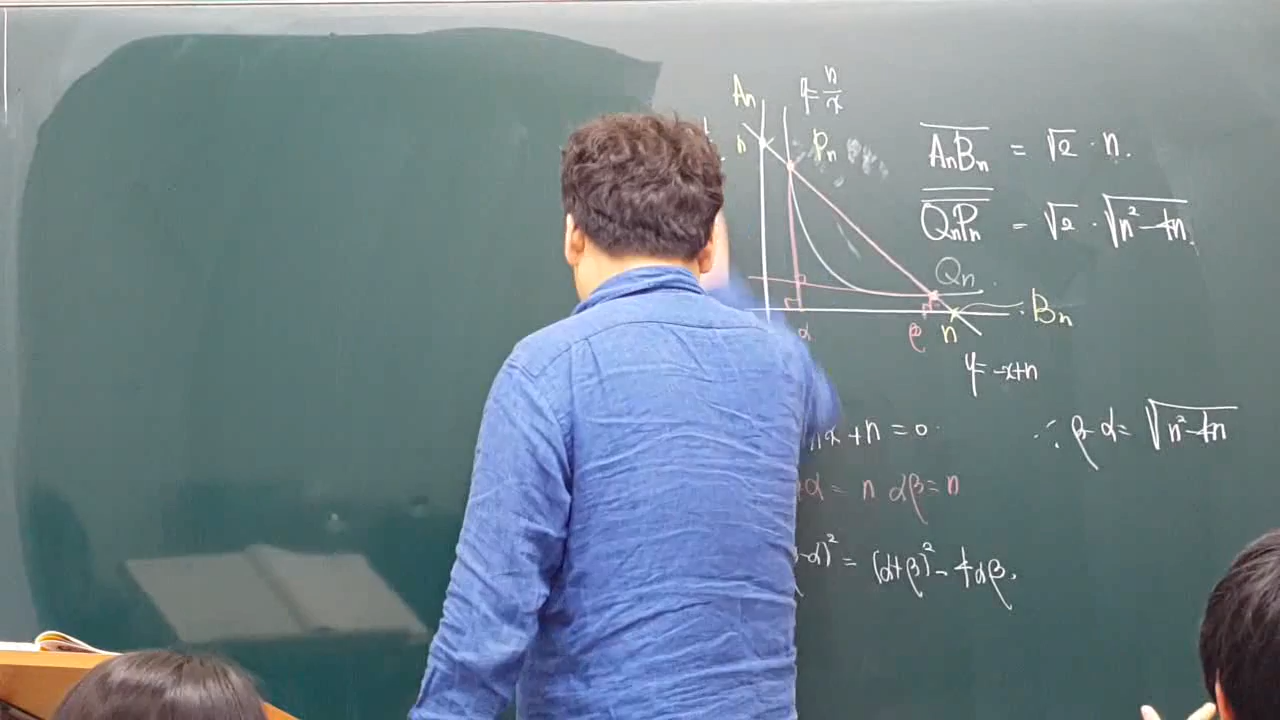 An
y=n/x
n
Pn
Qn
Bn
α
β
n
y=-x+n
AnBn = √2 · n.
QnPn = √2 · √n²-4n.
x+n=0.
α = n αβ=n
-α)² = (α+β)² - 4αβ.
∴ β-α = √n²-4n